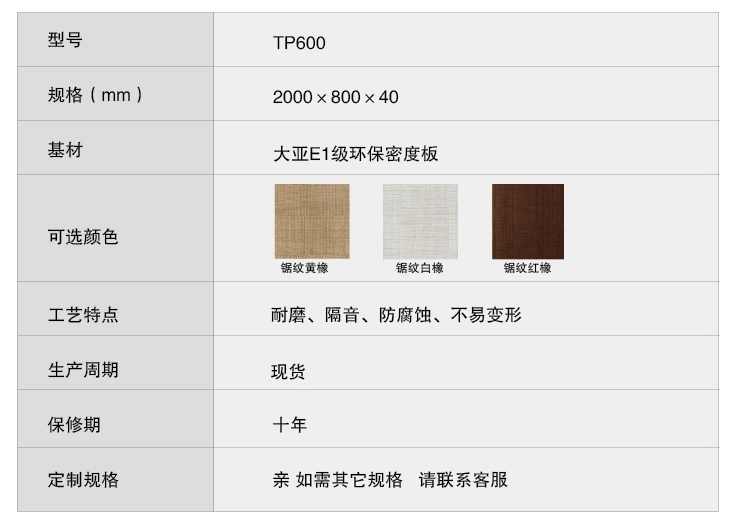 型号 TP600
规格（mm） 2000×800×40
基材 大亚E1级环保密度板
可选颜色
锯纹黄橡 锯纹白橡 锯纹红橡
工艺特点 耐磨、隔音、防腐蚀、不易变形
生产周期 现货
保修期 十年
定制规格 亲 如需其它规格 请联系客服